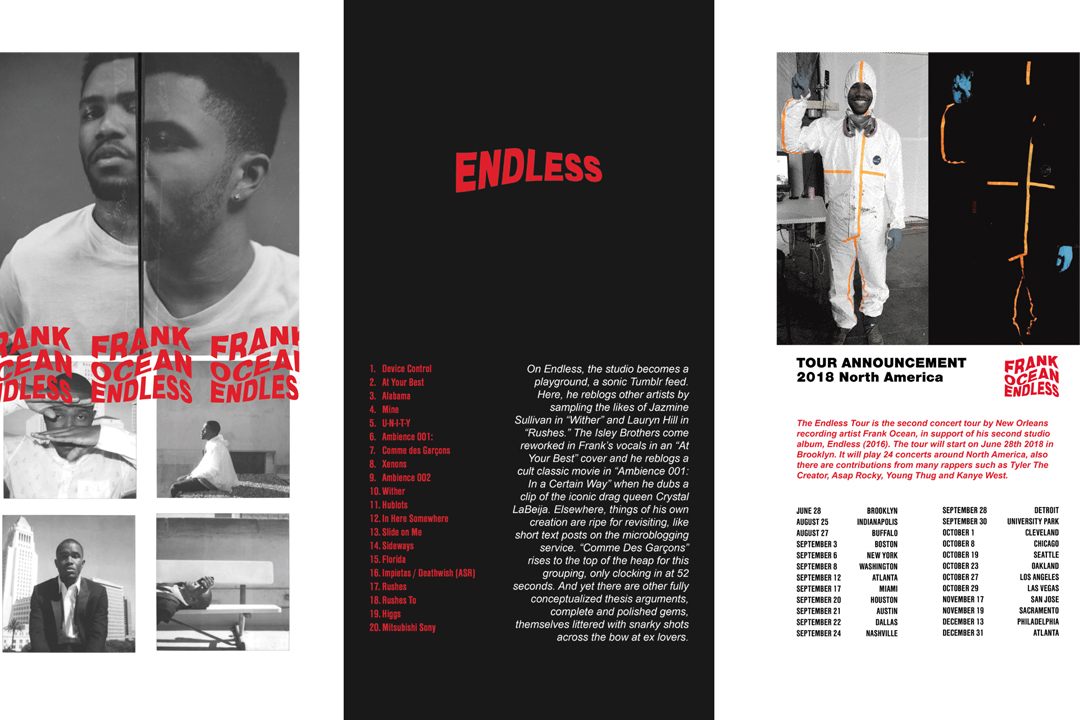 RANK FRANK FRANK
CEAN OCEAN OCEAN
NDLESS ENDLESS ENDLES
ENDLESS
1. Device Control
2. At Your Best
3. Alabama
4. Mine
5. U-N-I-T-Y
6. Ambience 001:
7. Comme des Garçons
8. Xenons
9. Ambience 002
10. Wither
11. Hublots
12. In Here Somewhere
13. Slide on Me
14. Sideways
15. Florida
16. Impietas / Deathwish (ASR)
17. Rushes
18. Rushes To
19. Higgs
20. Mitsubishi Sony
On Endless, the studio becomes a
playground, a sonic Tumblr feed.
Here, he reblogs other artists by
sampling the likes of Jazmine
Sullivan in “Wither” and Lauryn Hill in
“Rushes.” The Isley Brothers come
reworked in Frank’s vocals in an “At
Your Best” cover and he reblogs a
cult classic movie in “Ambience 001:
In a Certain Way” when he dubs a
clip of the iconic drag queen Crystal
LaBeija. Elsewhere, things of his own
creation are ripe for revisiting, like
short text posts on the microblogging
service. “Comme Des Garçons”
rises to the top of the heap for this
grouping, only clocking in at 52
seconds. And yet there are other fully
conceptualized thesis arguments,
complete and polished gems,
themselves littered with snarky shots
across the bow at ex lovers.
TOUR ANNOUNCEMENT
2018 North America
FRANK
OCEAN
ENDLESS
The Endless Tour is the second concert tour by New Orleans
recording artist Frank Ocean, in support of his second studio
album, Endless (2016). The tour will start on June 28th 2018 in
Brooklyn. It will play 24 concerts around North America, also
there are contributions from many rappers such as Tyler The
Creator, Asap Rocky, Young Thug and Kanye West.
JUNE 28 BROOKLYN
AUGUST 25 INDIANAPOLIS
AUGUST 27 BUFFALO
SEPTEMBER 3 BOSTON
SEPTEMBER 6 NEW YORK
SEPTEMBER 8 WASHINGTON
SEPTEMBER 12 ATLANTA
SEPTEMBER 17 MIAMI
SEPTEMBER 20 HOUSTON
SEPTEMBER 21 AUSTIN
SEPTEMBER 22 DALLAS
SEPTEMBER 24 NASHVILLE
SEPTEMBER 28 DETROIT
SEPTEMBER 30 UNIVERSITY PARK
OCTOBER 1 CLEVELAND
OCTOBER 8 CHICAGO
OCTOBER 19 SEATTLE
OCTOBER 23 OAKLAND
OCTOBER 27 LOS ANGELES
OCTOBER 29 LAS VEGAS
NOVEMBER 17 SAN JOSE
NOVEMBER 19 SACRAMENTO
DECEMBER 13 PHILADELPHIA
DECEMBER 31 ATLANTA